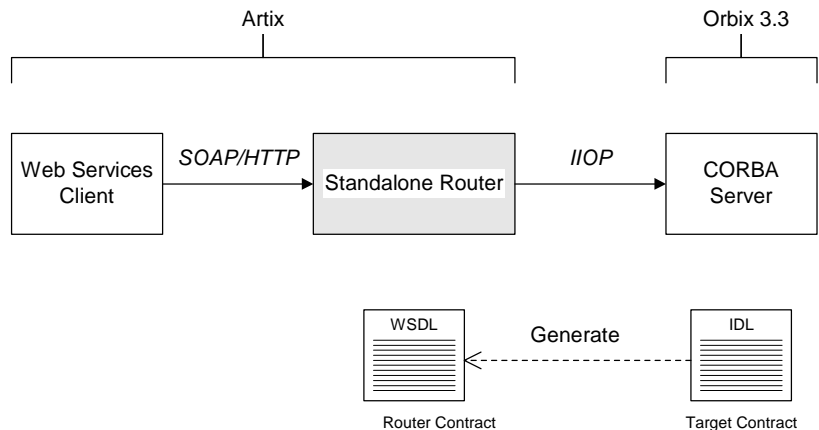 Artix
Orbix 3.3
Web Services
Client
SOAP/HTTP
Standalone Router
IIOP
CORBA
Server
WSDL
Generate
IDL
Router Contract
Target Contract